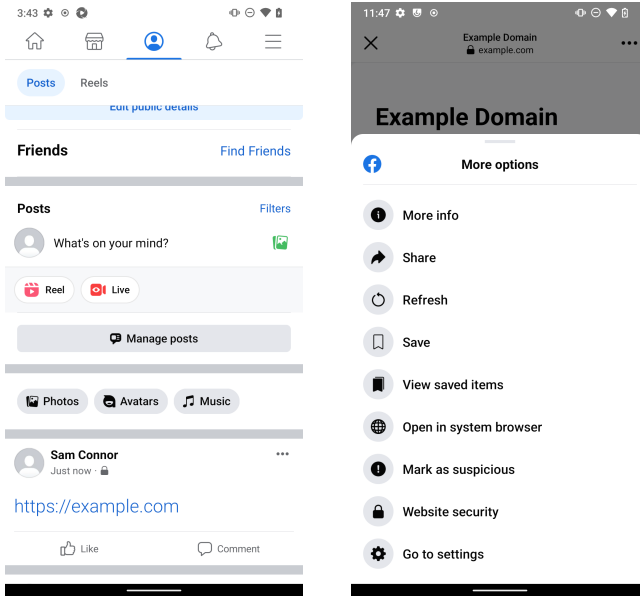 3:43
Posts
Reels
Edit public details
Friends
Find Friends
Posts
Filters
What's on your mind?
Reel
Live
Manage posts
Photos
Avatars
Music
Sam Connor
Just now ·
https://example.com
Like
Comment
11:47
Example Domain
example.com
Example Domain
More options
More info
Share
Refresh
Save
View saved items
Open in system browser
Mark as suspicious
Website security
Go to settings